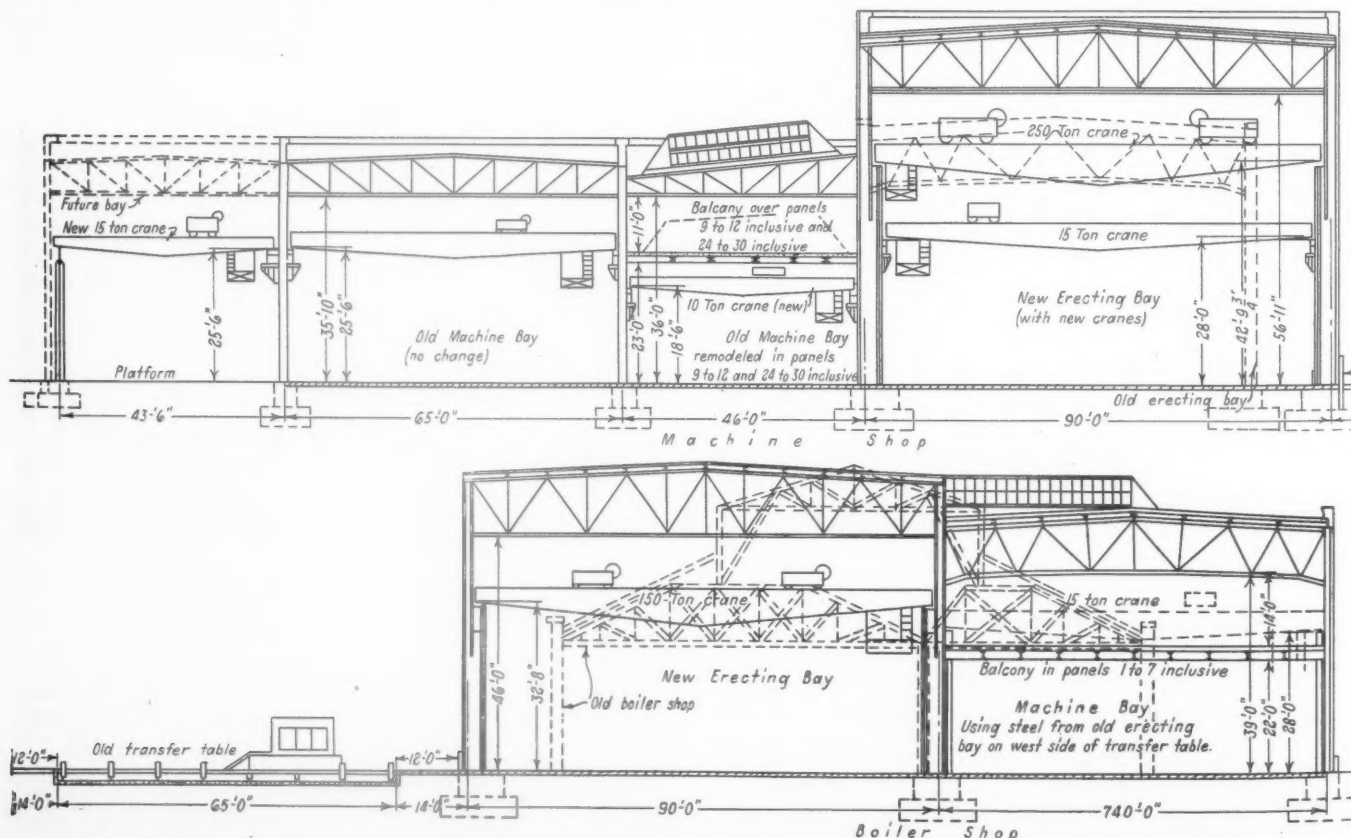 250 Ton crane
Future bay
New 15 ton crane
Balcany over panels
9 to 12 inclusive and
24 to 30 inclusive
11'-0"
15 Ton crane
10 Ton crane (new)
25'-6"
35'-10"
25'-6"
23'-0"
36'-0"
18'-6"
28'-0"
42'-9 3/4"
56'-11"
Old Machine Bay
(no change)
Old Machine Bay
remodeled in panels
9 to 12 and 24 to 30 inclusive
New Erecting Bay
(with new cranes)
Platform
Old erecting bay
43'-6"
65'-0"
46'-0"
90'-0"
Machine Shop
150-Ton crane
15 ton crane
14'-0"
46'-0"
32'-8"
New Erecting Bay
Old boiler shop
Balcony in panels 1 to 7 inclusive
Machine Bay
Using steel from old erecting
bay on west side of transfer table.
39'-0"
22'-0"
28'-0"
Old transfer table
12'-0"
12'-0"
14'-0"
65'-0"
14'-0"
90'-0"
740'-0"
Boiler Shop